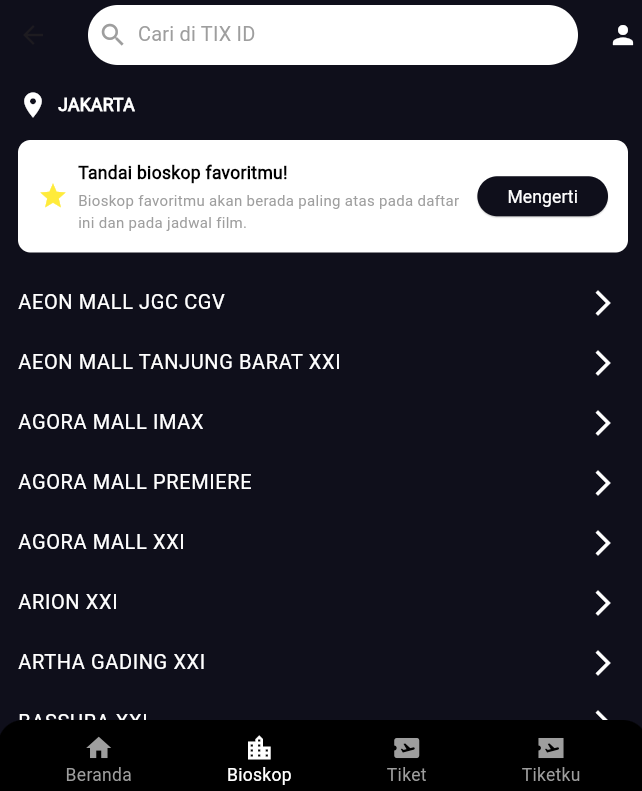 Cari di TIX ID
JAKARTA
Tandai bioskop favoritmu!
Bioskop favoritmu akan berada paling atas pada daftar
ini dan pada jadwal film.
Mengerti
AEON MALL JGC CGV
AEON MALL TANJUNG BARAT XXI
AGORA MALL IMAX
AGORA MALL PREMIERE
AGORA MALL XXI
ARION XXI
ARTHA GADING XXI
BASSURA XXI
Beranda
Bioskop
Tiket
Tiketku